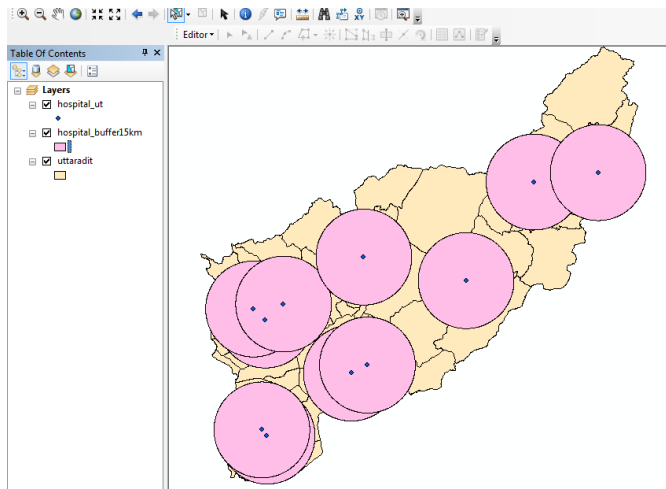 Editor
Table Of Contents
Layers
hospital_ut
hospital_buffer15km
uttaradit